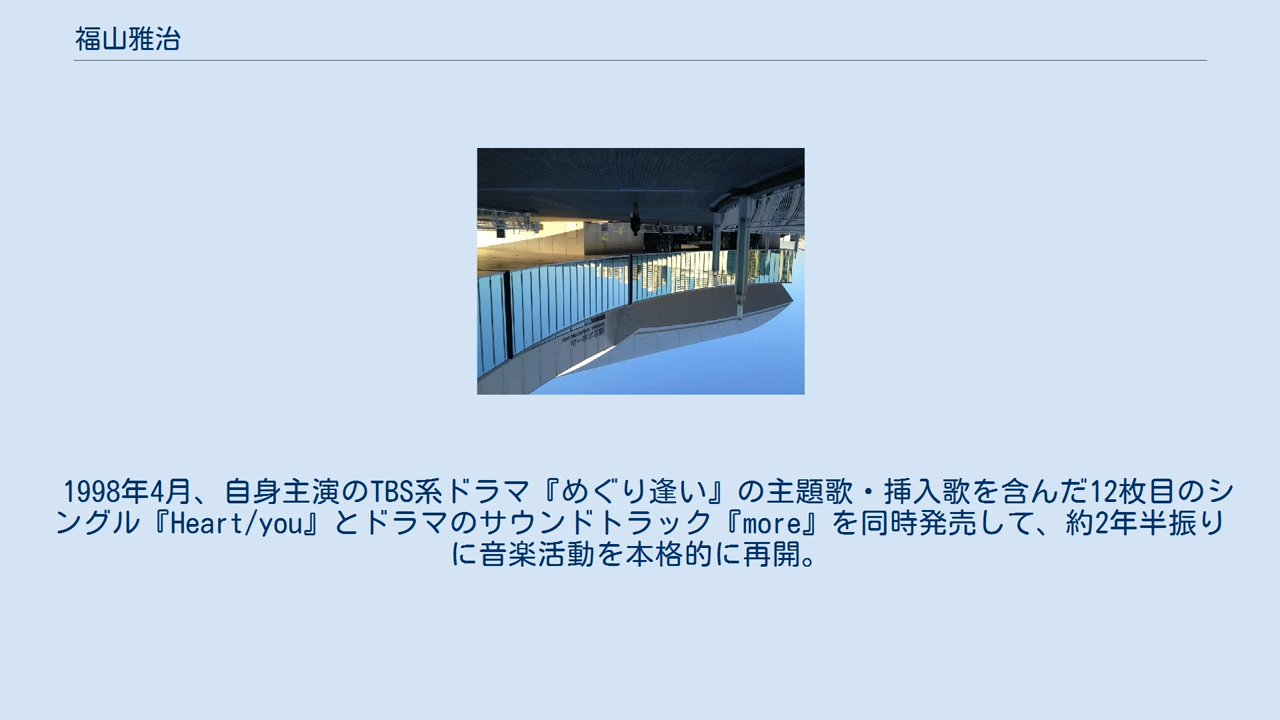 福山雅治
1998年4月、自身主演のTBS系ドラマ『めぐり逢い』の主題歌・挿入歌を含んだ12枚目のシ
ングル『Heart/you』とドラマのサウンドトラック『more』を同時発売して、約2年半振り
に音楽活動を本格的に再開。